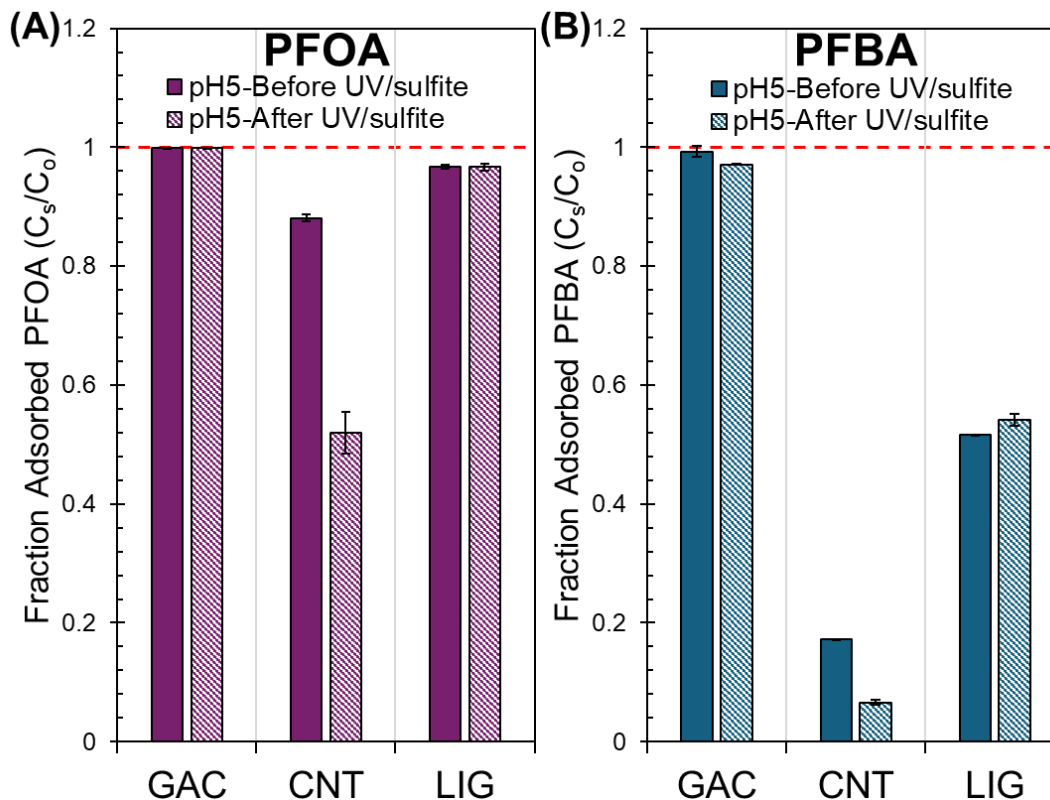 (A)
PFOA
pH5-Before UV/sulfite
pH5-After UV/sulfite
Fraction Adsorbed PFOA (Cₛ/Cₒ)
1.2
1
0.8
0.6
0.4
0.2
0
GAC CNT LIG
(B)
PFBA
pH5-Before UV/sulfite
pH5-After UV/sulfite
Fraction Adsorbed PFBA (Cₛ/Cₒ)
1.2
1
0.8
0.6
0.4
0.2
0
GAC CNT LIG